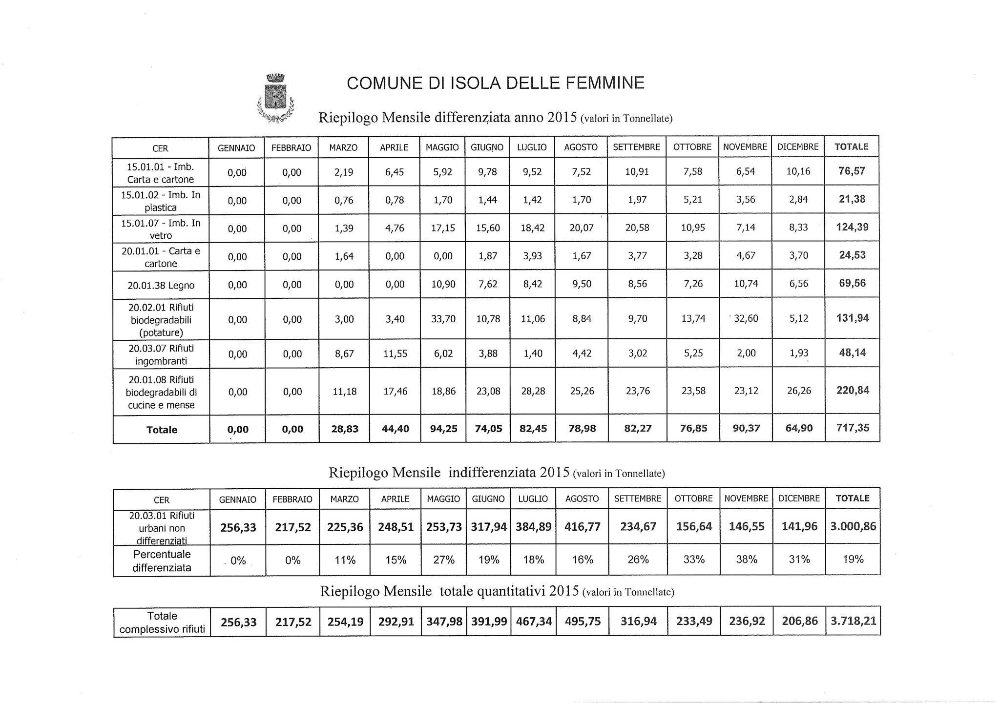 COMUNE DI ISOLA DELLE FEMMINE
Riepilogo Mensile differenziata anno 2015 (valori in Tonnellate)
CER GENNAIO FEBBRAIO MARZO APRILE MAGGIO GIUGNO LUGLIO AGOSTO SETTEMBRE OTTOBRE NOVEMBRE DICEMBRE TOTALE
15.01.01 - Imb.
Carta e cartone 0,00 0,00 2,19 6,45 5,92 9,78 9,52 7,52 10,91 7,58 6,54 10,16 76,57
15.01.02 - Imb. In
plastica 0,00 0,00 0,76 0,78 1,70 1,44 1,42 1,70 1,97 5,21 3,56 2,84 21,38
15.01.07 - Imb. In
vetro 0,00 0,00 1,39 4,76 17,15 15,60 18,42 20,07 20,58 10,95 7,14 8,33 124,39
20.01.01 - Carta e
cartone 0,00 0,00 1,64 0,00 0,00 1,87 3,93 1,67 3,77 3,28 4,67 3,70 24,53
20.01.38 Legno 0,00 0,00 0,00 0,00 10,90 7,62 8,42 9,50 8,56 7,26 10,74 6,56 69,56
20.02.01 Rifiuti
biodegradabili 0,00 0,00 3,00 3,40 33,70 10,78 11,06 8,84 9,70 13,74 32,60 5,12 131,94
(potature)
20.03.07 Rifiuti
ingombranti 0,00 0,00 8,67 11,55 6,02 3,88 1,40 4,42 3,02 5,25 2,00 1,93 48,14
20.01.08 Rifiuti
biodegradabili di 0,00 0,00 11,18 17,46 18,86 23,08 28,28 25,26 23,76 23,58 23,12 26,26 220,84
cucine e mense
Totale 0,00 0,00 28,83 44,40 94,25 74,05 82,45 78,98 82,27 76,85 90,37 64,90 717,35
Riepilogo Mensile indifferenziata 2015 (valori in Tonnellate)
CER GENNAIO FEBBRAIO MARZO APRILE MAGGIO GIUGNO LUGLIO AGOSTO SETTEMBRE OTTOBRE NOVEMBRE DICEMBRE TOTALE
20.03.01 Rifiuti
urbani non 256,33 217,52 225,36 248,51 253,73 317,94 384,89 416,77 234,67 156,64 146,55 141,96 3.000,86
differenziati
Percentuale
differenziata 0% 0% 11% 15% 27% 19% 18% 16% 26% 33% 38% 31% 19%
Riepilogo Mensile totale quantitativi 2015 (valori in Tonnellate)
Totale
complessivo rifiuti 256,33 217,52 254,19 292,91 347,98 391,99 467,34 495,75 316,94 233,49 236,92 206,86 3.718,21